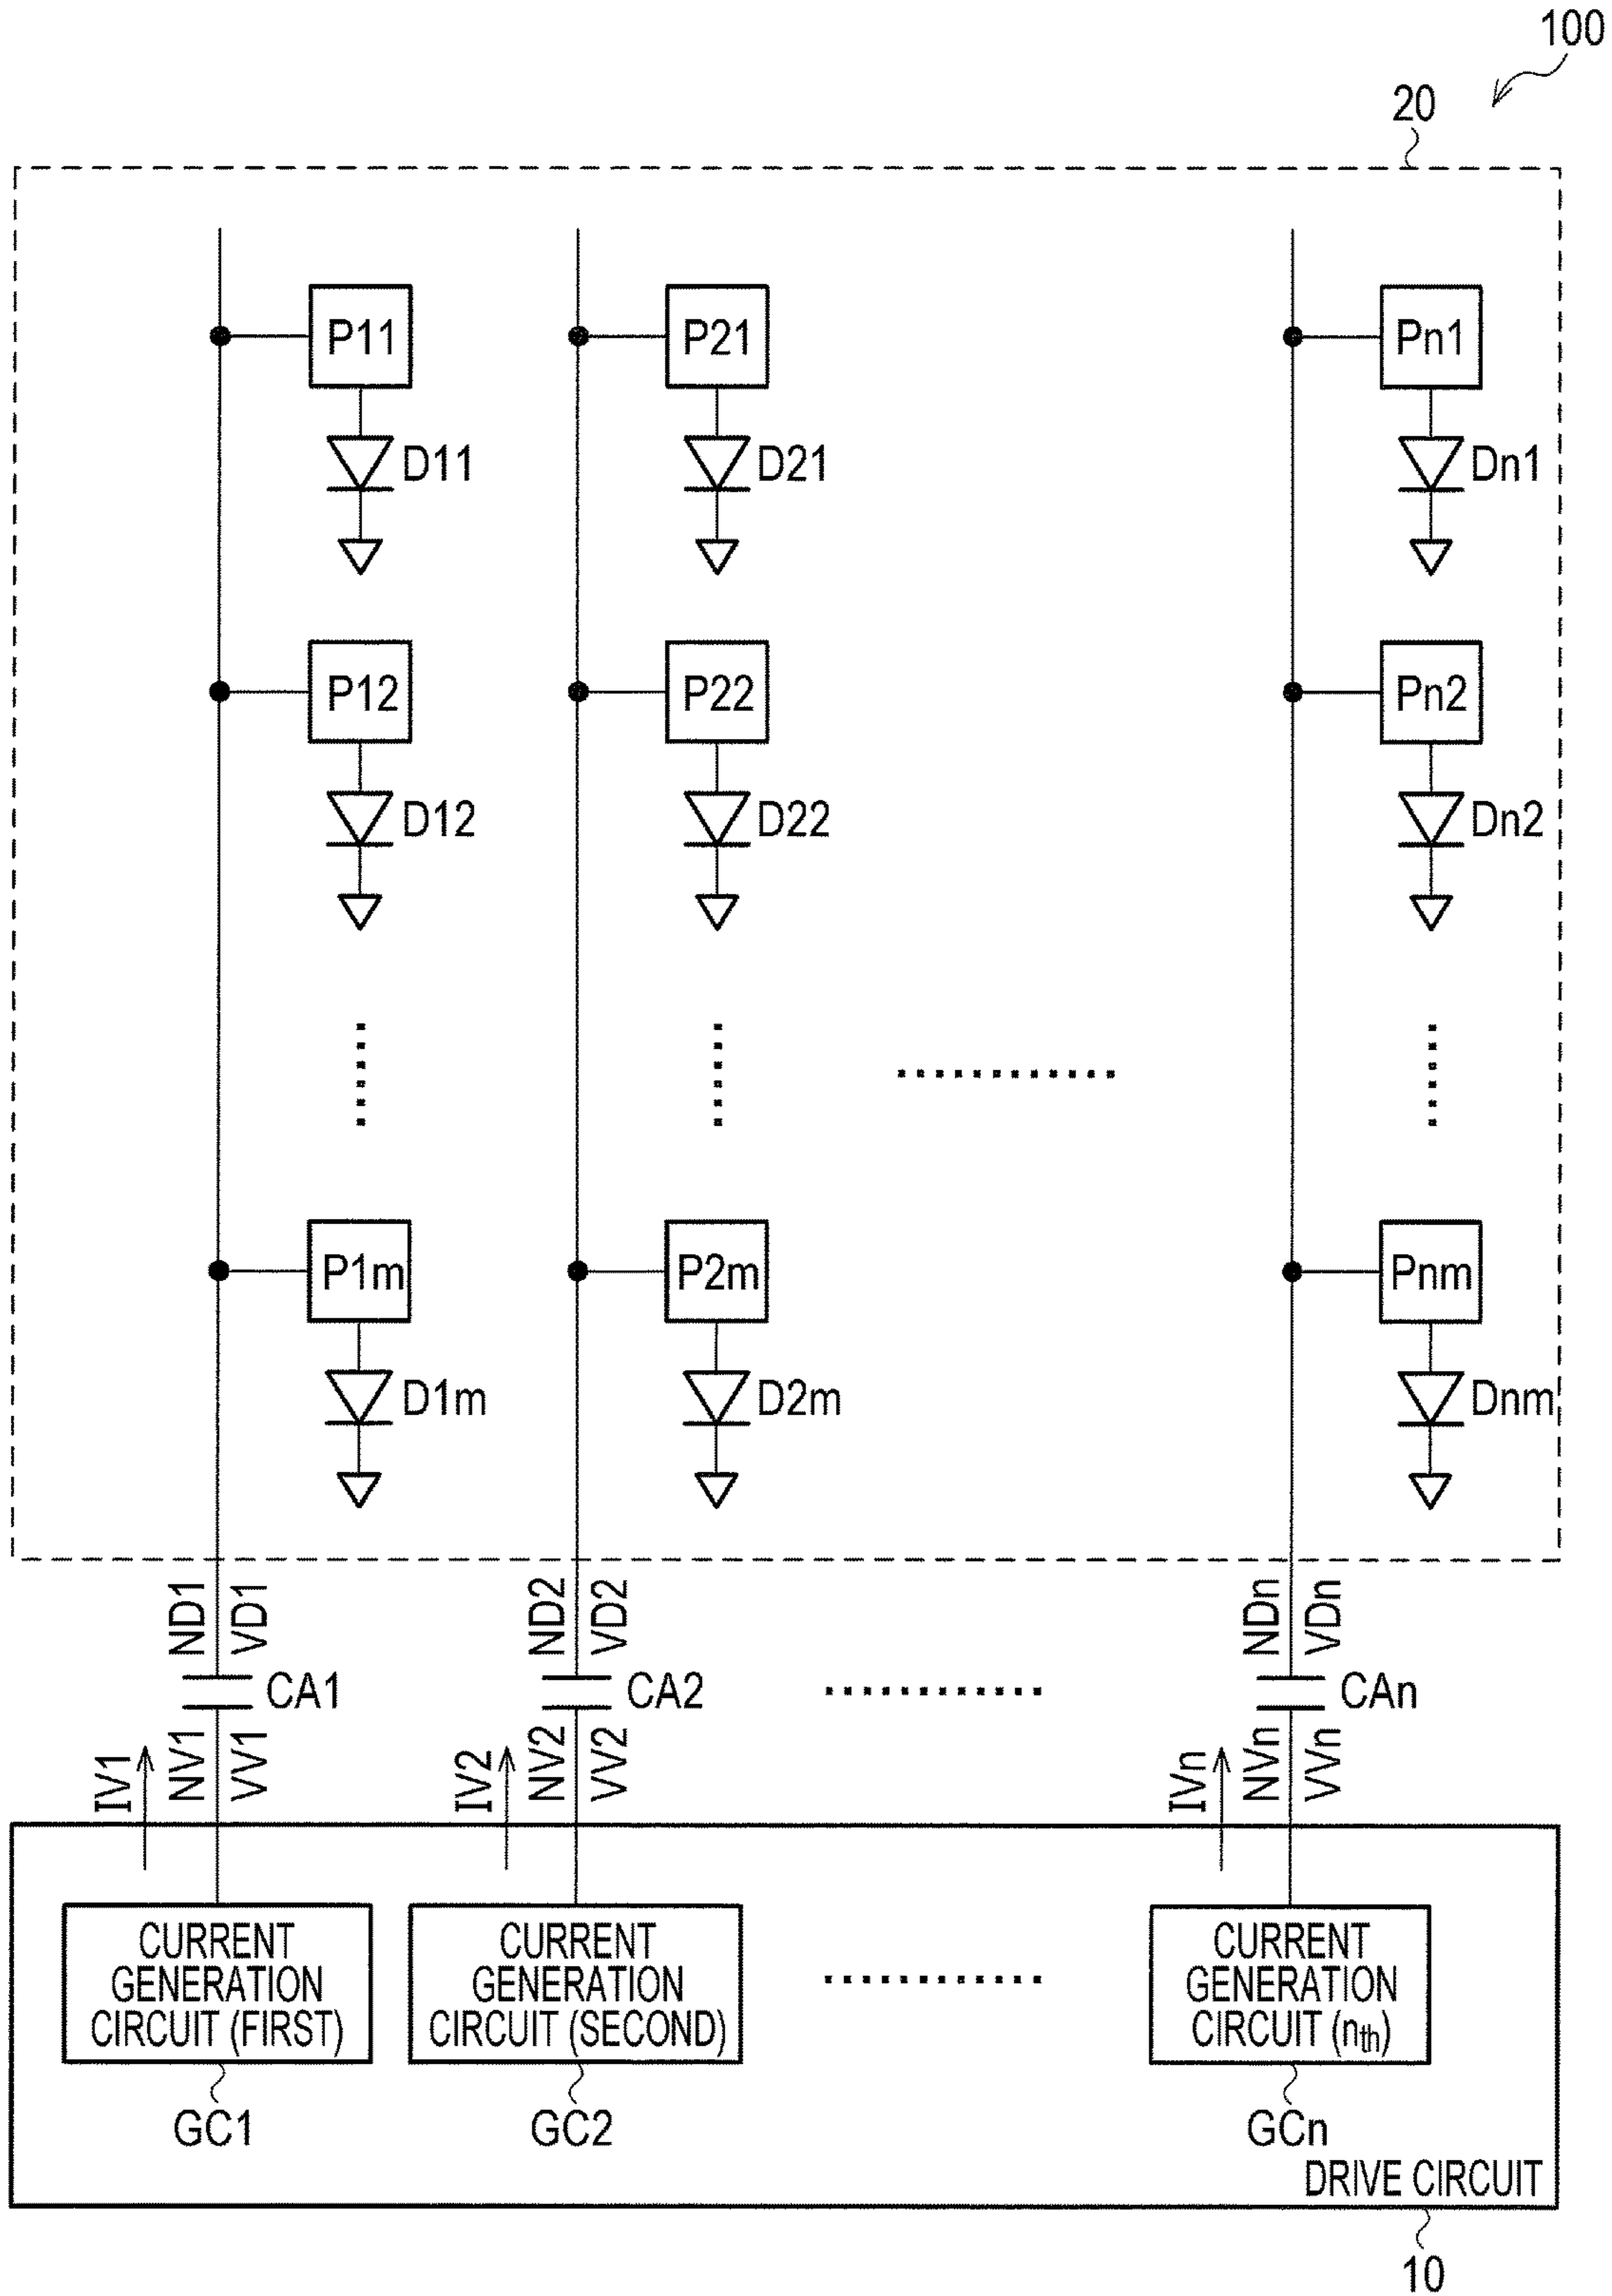 100
20
P11
P21
Pn1
D11
D21
Dn1
P12
P22
Pn2
D12
D22
Dn2
P1m
P2m
Pnm
D1m
D2m
Dnm
ND1
VD1
ND2
VD2
NDn
VDn
CA1
CA2
CAn
IV1
NV1
VV1
IV2
NV2
VV2
IVn
NVn
VVn
CURRENT
GENERATION
CIRCUIT (FIRST)
CURRENT
GENERATION
CIRCUIT (SECOND)
CURRENT
GENERATION
CIRCUIT (nth)
GC1
GC2
GCn
DRIVE CIRCUIT
10